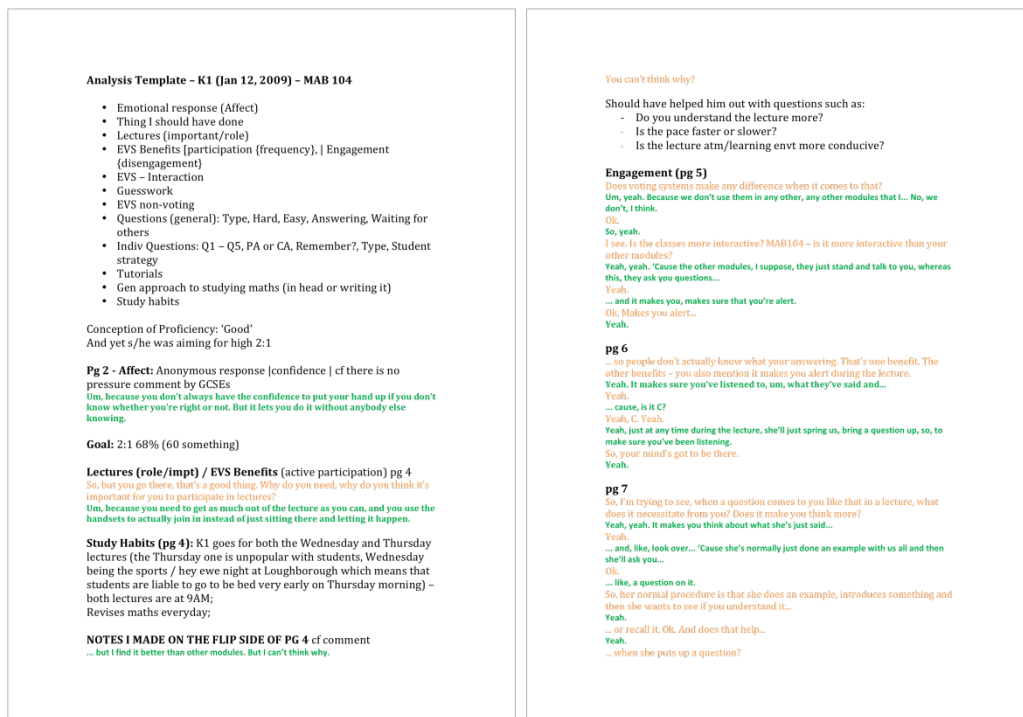 Analysis Template – K1 (Jan 12, 2009) – MAB 104
• Emotional response (Affect)
• Thing I should have done
• Lectures (important/role)
• EVS Benefits [participation {frequency}, | Engagement
{disengagement}
• EVS – Interaction
• Guesswork
• EVS non-voting
• Questions (general): Type, Hard, Easy, Answering, Waiting for
others
• Indiv Questions: Q1 – Q5, PA or CA, Remember?, Type, Student
strategy
• Tutorials
• Gen approach to studying maths (in head or writing it)
• Study habits
Conception of Proficiency: ‘Good’
And yet s/he was aiming for high 2:1
Pg 2 - Affect: Anonymous response |confidence | cf there is no
pressure comment by GCSEs
Um, because you don’t always have the confidence to put your hand up if you don’t
know whether you’re right or not. But it lets you do it without anybody else
knowing.
Goal: 2:1 68% (60 something)
Lectures (role/impt) / EVS Benefits (active participation) pg 4
So, but you go there, that’s a good thing. Why do you need, why do you think it’s
important for you to participate in lectures?
Um, because you need to get as much out of the lecture as you can, and you use the
handsets to actually join in instead of just sitting there and letting it happen.
Study Habits (pg 4): K1 goes for both the Wednesday and Thursday
lectures (the Thursday one is unpopular with students, Wednesday
being the sports / hey ewe night at Loughborough which means that
students are liable to go to be bed very early on Thursday morning) –
both lectures are at 9AM;
Revises maths everyday;
NOTES I MADE ON THE FLIP SIDE OF PG 4 cf comment
... but I find it better than other modules. But I can’t think why.
You can’t think why?
Should have helped him out with questions such as:
- Do you understand the lecture more?
- Is the pace faster or slower?
- Is the lecture atm/learning envt more conducive?
Engagement (pg 5)
Does voting systems make any difference when it comes to that?
Um, yeah. Because we don’t use them in any other, any other modules that I... No, we
don’t, I think.
Ok.
So, yeah.
I see. Is the classes more interactive? MAB104 – is it more interactive than your
other modules?
Yeah, yeah. ‘Cause the other modules, I suppose, they just stand and talk to you, whereas
this, they ask you questions...
Yeah.
... and it makes you, makes sure that you’re alert.
Ok. Makes you alert...
Yeah.
pg 6
... so people don’t actually know what your answering. That’s one benefit. The
other benefits – you also mention it makes you alert during the lecture.
Yeah. It makes sure you’ve listened to, um, what they’ve said and...
Yeah.
... cause, is it C?
Yeah, C. Yeah.
Yeah, just at any time during the lecture, she’ll just spring us, bring a question up, so, to
make sure you’ve been listening.
So, your mind’s got to be there.
Yeah.
pg 7
So, I’m trying to see, when a question comes to you like that in a lecture, what
does it necessitate from you? Does it make you think more?
Yeah, yeah. It makes you think about what she’s just said...
Yeah.
... and, like, look over... ‘Cause she’s normally just done an example with us all and then
she’ll ask you...
Ok.
... like, a question on it.
So, her normal procedure is that she does an example, introduces something and
then she wants to see if you understand it...
Yeah.
... or recall it. Ok. And does that help...
Yeah.
... when she puts up a question?